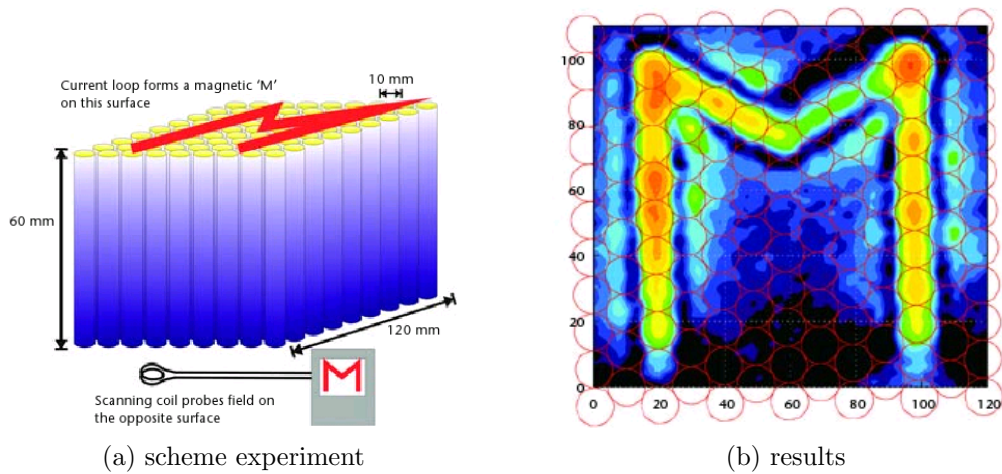 Current loop forms a magnetic 'M'
on this surface
10 mm
60 mm
120 mm
M
Scanning coil probes field on
the opposite surface
(a) scheme experiment
100
80
60
40
20
0
0 20 40 60 80 100 120
(b) results